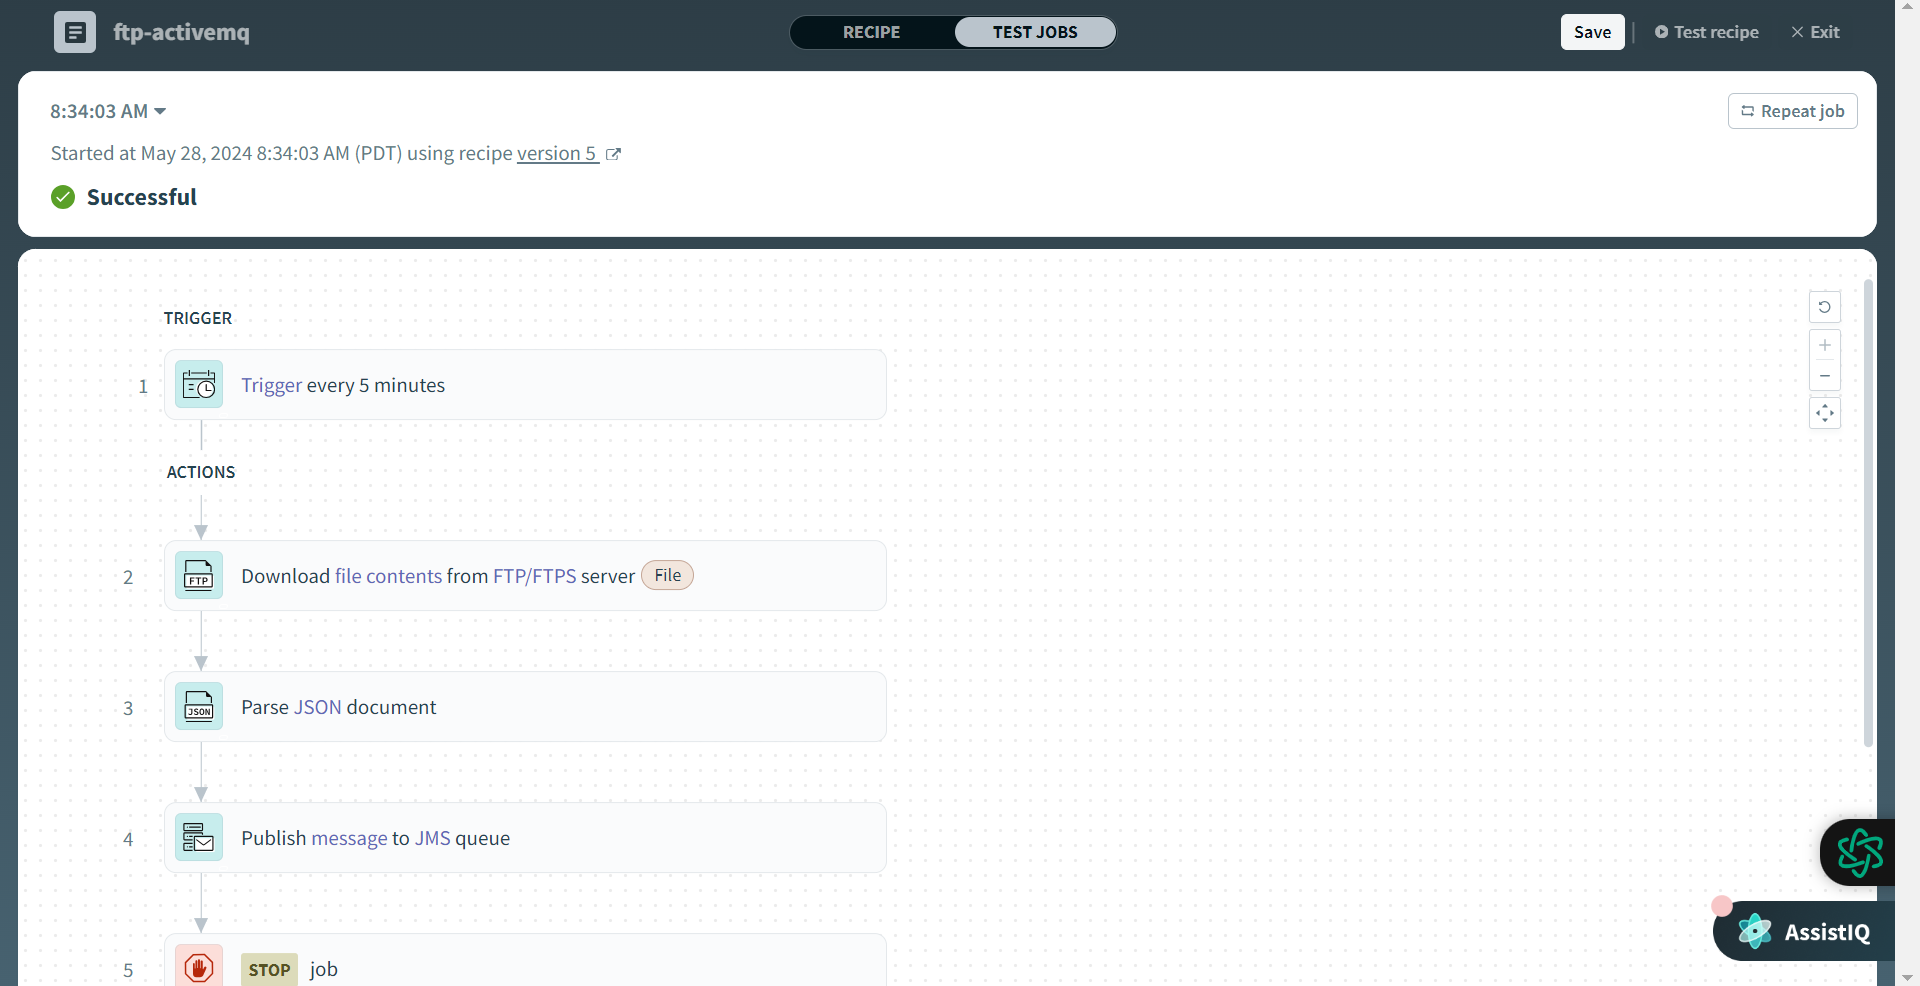 ftp-activemq
RECIPE
TEST JOBS
Save
Test recipe
Exit
8:34:03 AM
Repeat job
Started at May 28, 2024 8:34:03 AM (PDT) using recipe version 5
Successful
TRIGGER
1
Trigger every 5 minutes
ACTIONS
2
FTP
Download file contents from FTP/FTPS server
File
3
JSON
Parse JSON document
4
Publish message to JMS queue
5
STOP job
AssistIQ